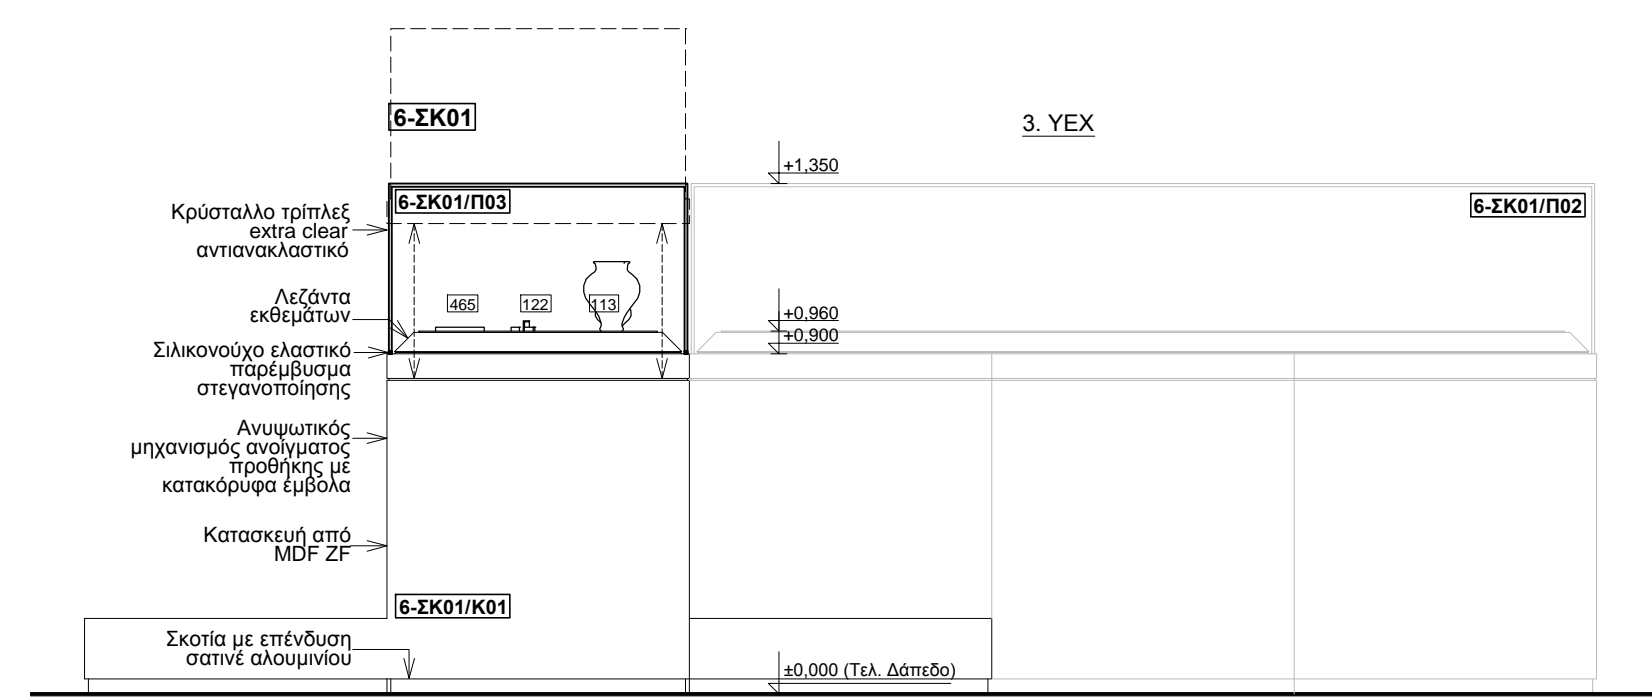 6-ΣΚ01
3. ΥΕΧ
+1,350
6-ΣΚ01/Π03
6-ΣΚ01/Π02
Κρύσταλλο τρίπλεξ
extra clear
αντιανακλαστικό
Λεζάντα
εκθεμάτων
465
122
113
+0,960
+0,900
Σιλικονούχο ελαστικό
παρέμβυσμα
στεγανοποίησης
Ανυψωτικός
μηχανισμός ανοίγματος
προθήκης με
κατακόρυφα έμβολα
Κατασκευή από
MDF ZF
6-ΣΚ01/Κ01
Σκοτία με επένδυση
σατινέ αλουμινίου
±0,000 (Τελ. Δάπεδο)